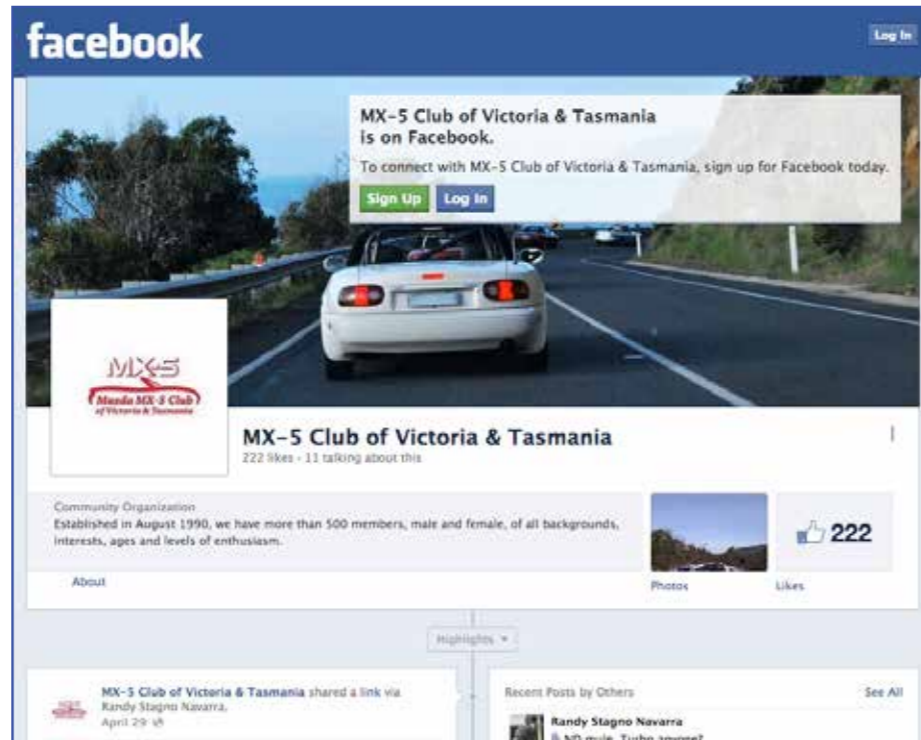 facebook
Log In
MX-5 Club of Victoria & Tasmania
is on Facebook.
To connect with MX-5 Club of Victoria & Tasmania, sign up for Facebook today.
Sign Up Log In
MX-5
Mazda MX-5 Club
of Victoria & Tasmania
MX-5 Club of Victoria & Tasmania
222 likes · 11 talking about this
Community Organization
Established in August 1990, we have more than 500 members, male and female, of all backgrounds,
interests, ages and levels of enthusiasm.
222
About
Photos
Likes
Highlights
MX-5 Club of Victoria & Tasmania shared a link via
Randy Stagno Navarra.
April 29
Recent Posts by Others
See All
Randy Stagno Navarra
ND mule. Turbo anyone?